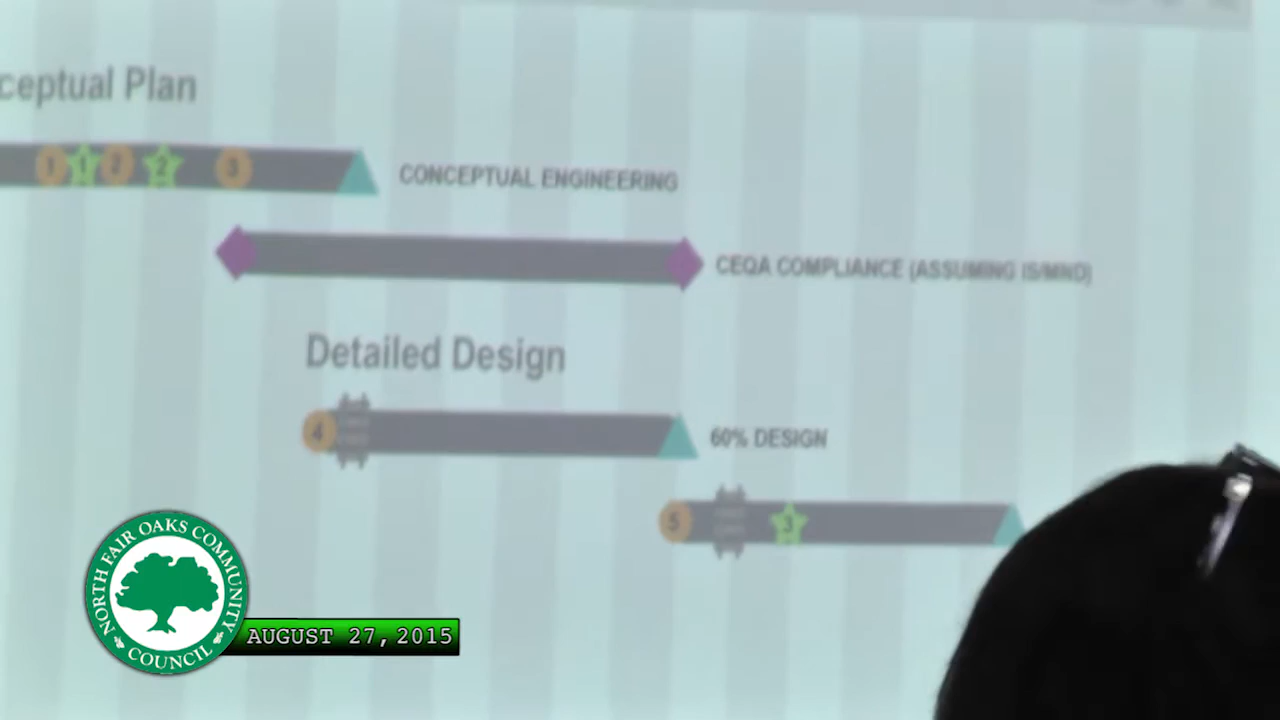 ceptual Plan
1 1 2 2 3
CONCEPTUAL ENGINEERING
CEQA COMPLIANCE (ASSUMING IS/MND)
Detailed Design
4
60% DESIGN
5 3
NORTH FAIR OAKS COMMUNITY
COUNCIL
AUGUST 27, 2015